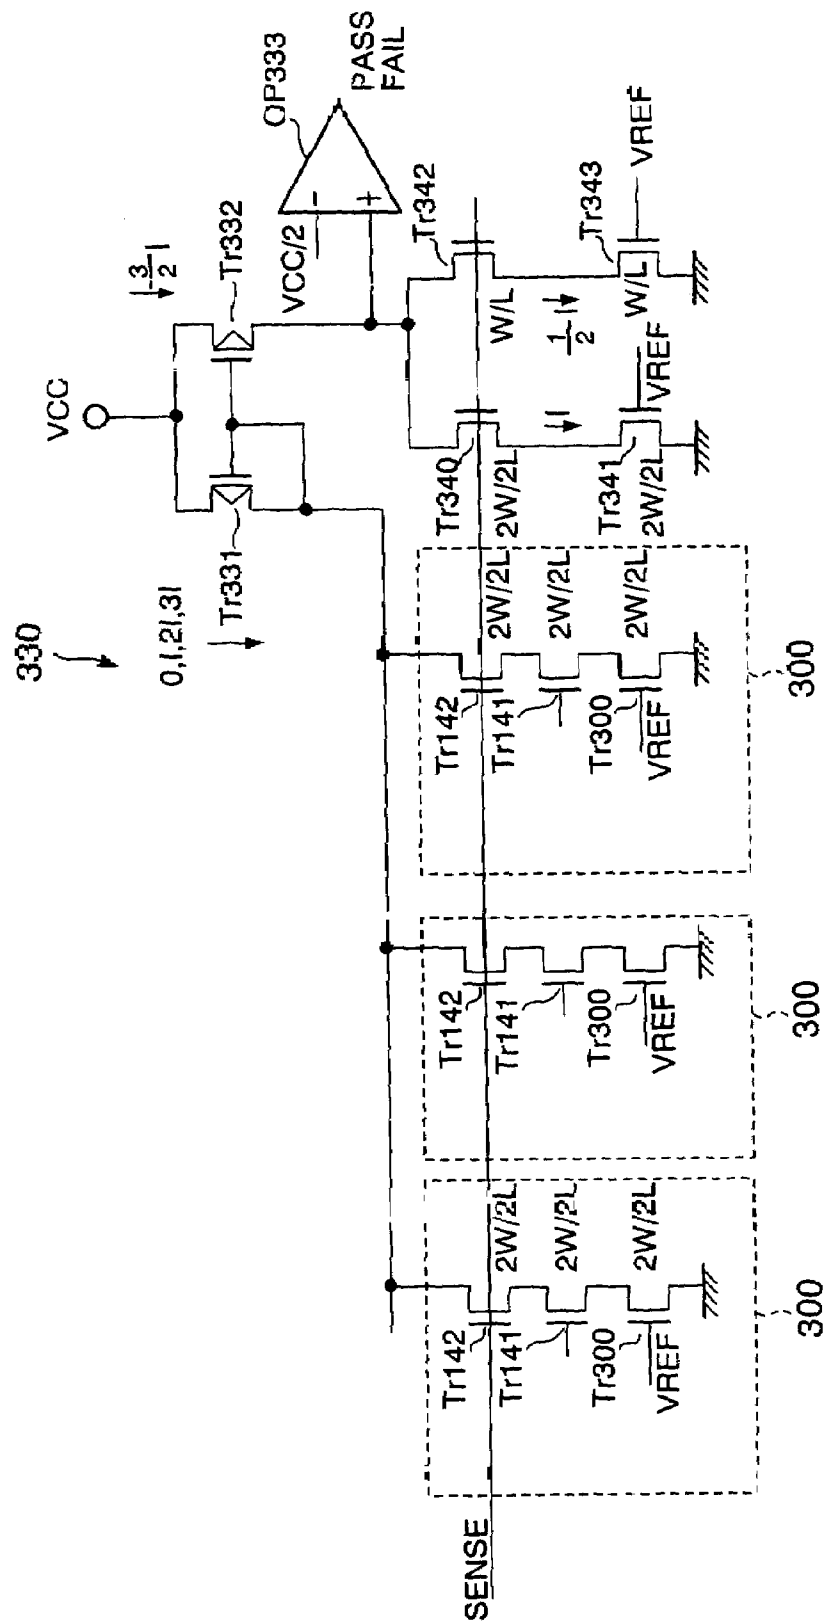 330
VCC
0,I,2I,3I
Tr331
Tr332
3/2 I
OP333
VCC/2
-
+
PASS
FAIL
SENSE
Tr142
Tr141
Tr300
VREF
2W/2L
2W/2L
2W/2L
300
Tr142
Tr141
Tr300
VREF
300
Tr142
Tr141
Tr300
VREF
2W/2L
2W/2L
2W/2L
300
Tr340
2W/2L
I
Tr341
2W/2L
VREF
Tr342
W/L
1/2 I
Tr343
W/L
VREF